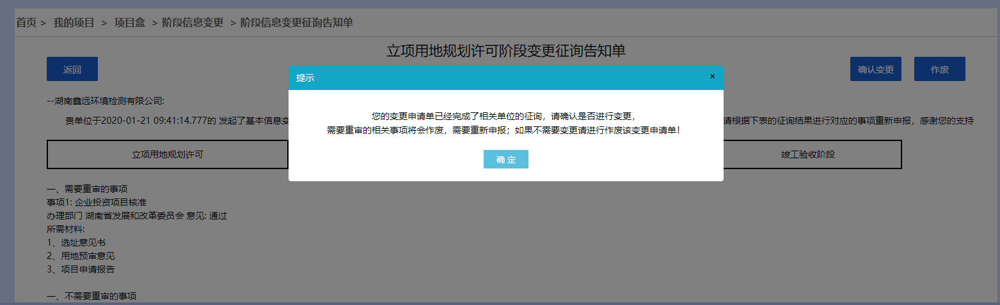 首页 > 我的项目 > 项目盒 > 阶段信息变更 > 阶段信息变更征询告知单
立项用地规划许可阶段变更征询告知单
返回
确认变更
作废
提示
×
--湖南鑫远环境检测有限公司:
您的变更申请单已经完成了相关单位的征询，请确认是否进行变更，
贵单位于2020-01-21 09:41:14.777的 发起了基本信息变
请根据下表的征询结果进行对应的事项重新申报，感谢您的支持
需要重审的相关事项将会作废，需要重新申报；如果不需要变更请进行作废该变更申请单！
立项用地规划许可
确 定
竣工验收阶段
一、需要重审的事项
事项1: 企业投资项目核准
办理部门 湖南省发展和改革委员会 意见: 通过
所需材料:
1、选址意见书
2、用地预审意见
3、项目申请报告
一、不需要重审的事项